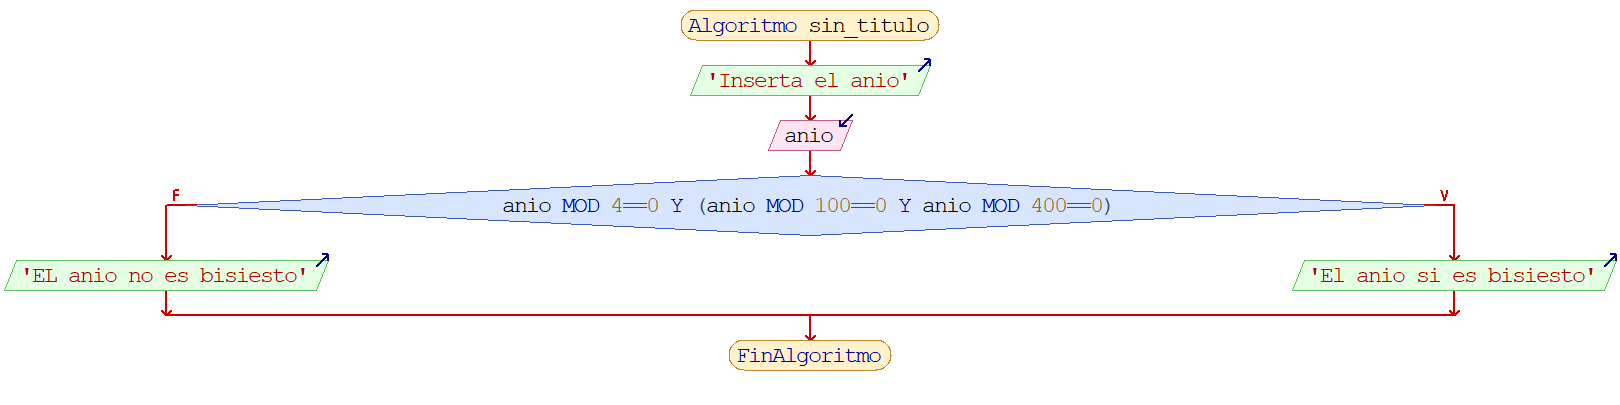 Algoritmo sin_titulo
'Inserta el anio'
anio
F
V
anio MOD 4==0 Y (anio MOD 100==0 Y anio MOD 400==0)
'EL anio no es bisiesto'
'El anio si es bisiesto'
FinAlgoritmo